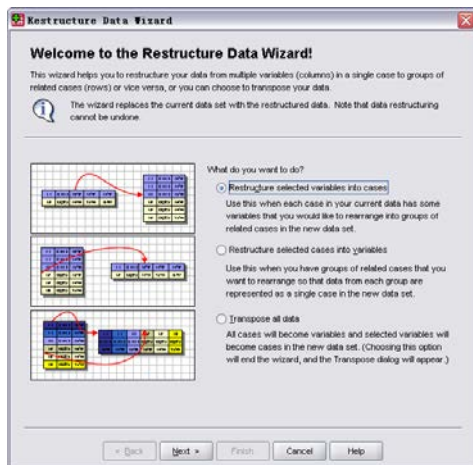 Restructure Data Wizard
Welcome to the Restructure Data Wizard!
This wizard helps you to restructure your data from multiple variables (columns) in a single case to groups of
related cases (rows) or vice versa, or you can choose to transpose your data.
The wizard replaces the current data set with the restructured data. Note that data restructuring
cannot be undone.
What do you want to do?
Restructure selected variables into cases
Use this when each case in your current data has some
variables that you would like to rearrange into groups of
related cases in the new data set.
Restructure selected cases into variables
Use this when you have groups of related cases that you
want to rearrange so that data from each group are
represented as a single case in the new data set.
Transpose all data
All cases will become variables and selected variables will
become cases in the new data set. (Choosing this option
will end the wizard, and the Transpose dialog will appear.)
< Back
Next >
Finish
Cancel
Help